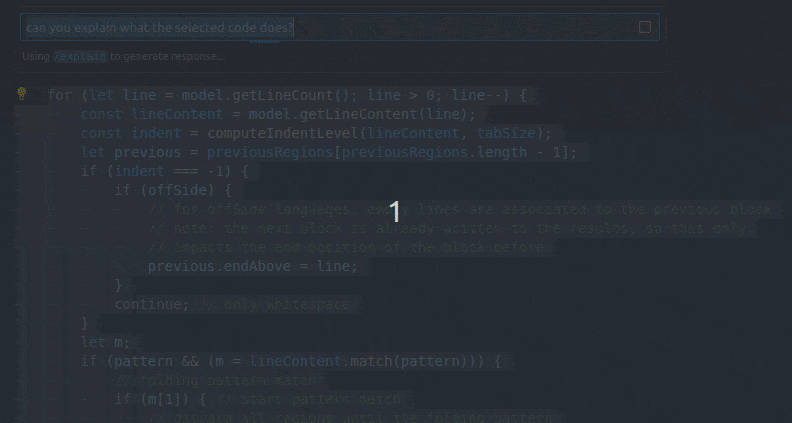 can you explain what the selected code does?
Using /explain to generate response...
for (let line = model.getLineCount(); line > 0; line--) {
const lineContent = model.getLineContent(line);
const indent = computeIndentLevel(lineContent, tabSize);
let previous = previousRegions[previousRegions.length - 1];
if (indent === -1) {
if (offSide) {
1
// for offSide languages, empty lines are associated to the previous block
// note: the next block is already written to the results, so this only
// impacts the end position of the block before
previous.endAbove = line;
}
continue; // only whitespace
}
let m;
if (pattern && (m = lineContent.match(pattern))) {
// folding pattern match
if (m[1]) { // start pattern match
// discard all regions until the folding pattern